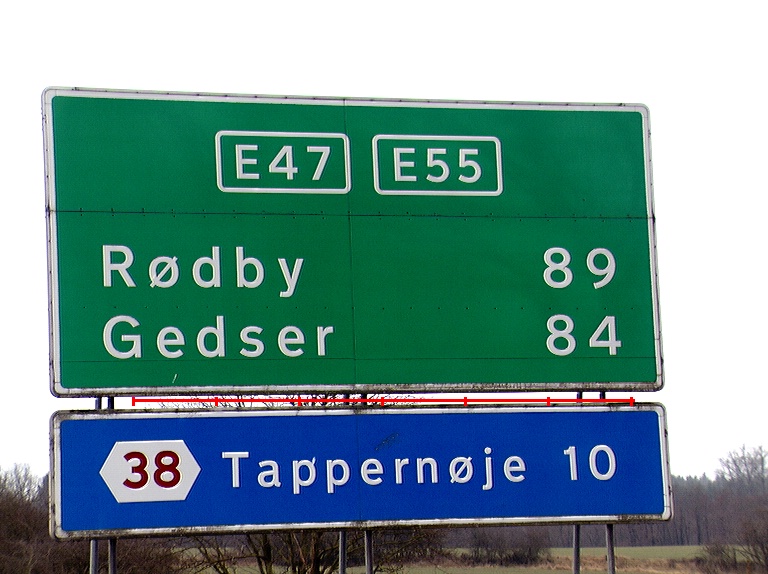 E47 E55
Rødby 89
Gedser 84
38 Tappernøje 10